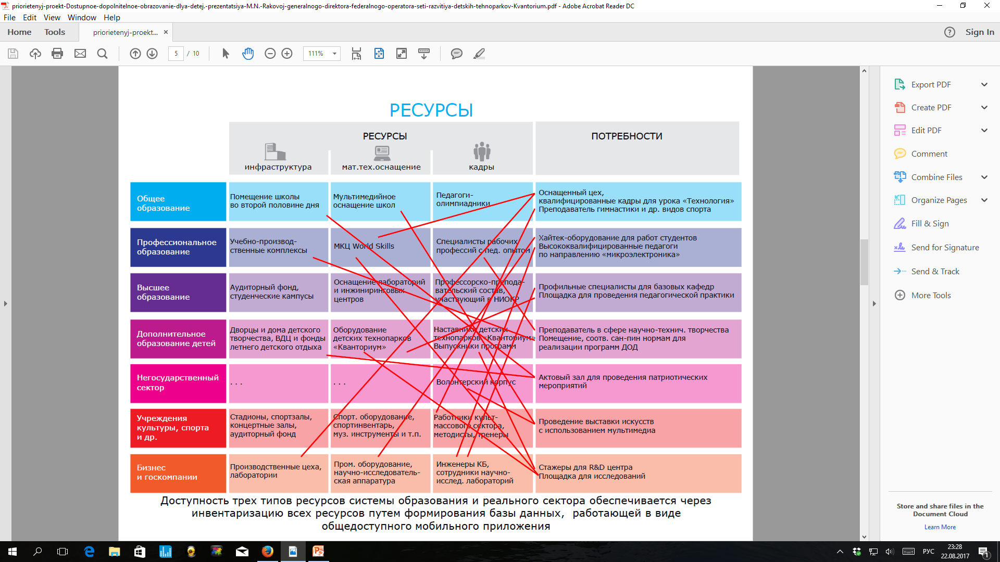 priorietenyj-proekt-Dostupnoe-dopolnitelnoe-obrazovanie-dlya-detej.-prezentatsiya-M.N.-Rakovoj-generalnogo-direktora-federalnogo-operatora-seti-razvitiya-detskih-tehnoparkov-Kvantorium.pdf - Adobe Acrobat Reader DC
File Edit View Window Help
Home Tools priorietenyj-proekt... × Sign In
5 / 10 111%
РЕСУРСЫ
РЕСУРСЫ
ПОТРЕБНОСТИ
инфраструктура
мат.тех.оснащение
кадры
Общее
образование
Помещение школы
во второй половине дня
Мультимедийное
оснащение школ
Педагоги-
олимпиадники
Оснащенный цех,
квалифицированные кадры для урока «Технология»
Преподаватель гимнастики и др. видов спорта
Профессиональное
образование
Учебно-производ-
ственные комплексы
МКЦ World Skills
Специалисты рабочих
профессий с пед. опытом
Хайтек-оборудование для работ студентов
Высококвалифицированные педагоги
по направлению «микроэлектроника»
Высшее
образование
Аудиторный фонд,
студенческие кампусы
Оснащение лабораторий
и инжиниринговых
центров
Профессорско-препода-
вательский состав,
участвующий в НИОКР
Профильные специалисты для базовых кафедр
Площадка для проведения педагогической практики
Дополнительное
образование детей
Дворцы и дома детского
творчества, ВДЦ и фонды
летнего детского отдыха
Оборудование
детских технопарков
«Кванториум»
Наставники детских
технопарков «Кванториум»
Выпускники программ
Преподаватель в сфере научно-технич. творчества
Помещение, соотв. сан-пин нормам для
реализации программ ДОД
Негосударственный
сектор
. . .
. . .
Волонтерский корпус
Актовый зал для проведения патриотических
мероприятий
Учреждения
культуры, спорта
и др.
Стадионы, спортзалы,
концертные залы,
аудиторный фонд
Спорт. оборудование,
спортинвентарь,
муз. инструменты и т.п.
Работники культ-
массового сектора,
методисты, тренеры
Проведение выставки искусств
с использованием мультимедиа
Бизнес
и госкомпании
Производственные цеха,
лаборатории
Пром. оборудование,
научно-исследователь-
ская аппаратура
Инженеры КБ,
сотрудники научно-
исслед. лабораторий
Стажеры для R&D центра
Площадка для исследований
Доступность трех типов ресурсов системы образования и реального сектора обеспечивается через
инвентаризацию всех ресурсов путем формирования базы данных, работающей в виде
общедоступного мобильного приложения
Export PDF
Create PDF
Edit PDF
Comment
Combine Files
Organize Pages
Fill & Sign
Send for Signature
Send & Track
More Tools
Store and share files in the
Document Cloud
Learn More
РУС
23:28
22.08.2017
1